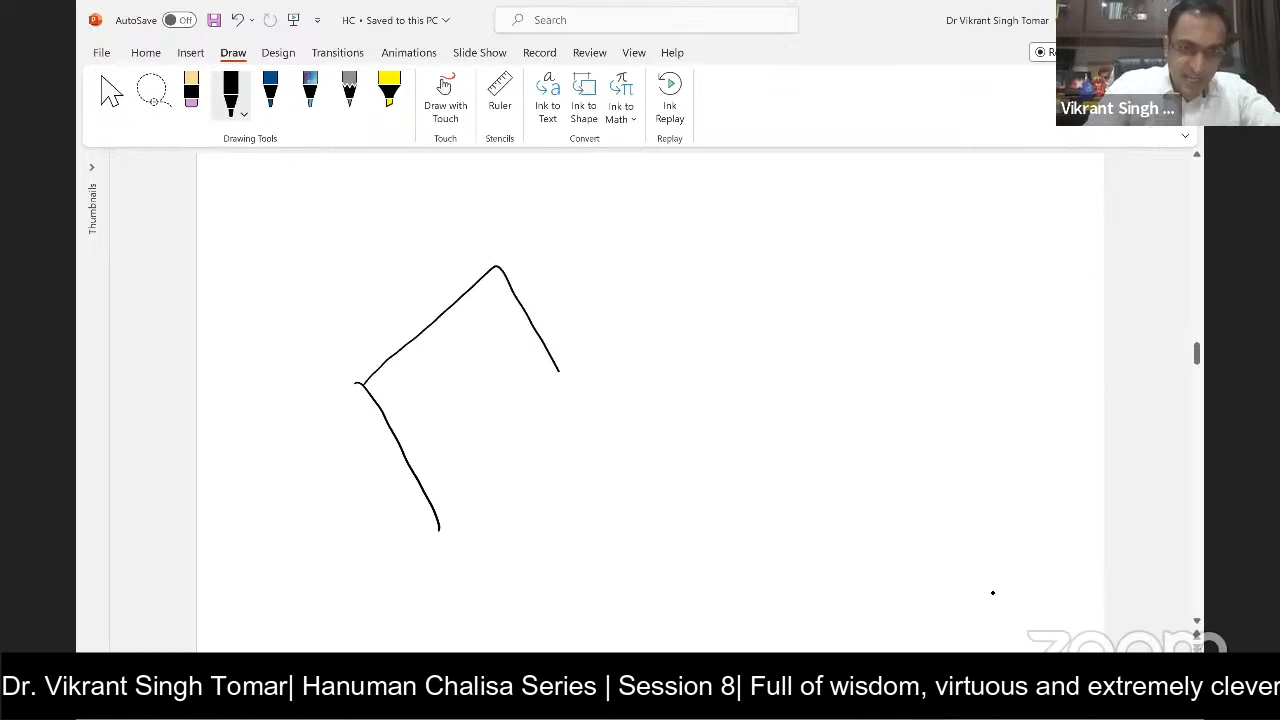 AutoSave Off HC • Saved to this PC Search Dr Vikrant Singh Tomar
File Home Insert Draw Design Transitions Animations Slide Show Record Review View Help
Draw with Touch
Ruler
Ink to Text
Ink to Shape
Ink to Math
Ink Replay
Drawing Tools Touch Stencils Convert Replay
Vikrant Singh ...
Thumbnails
zoom
Dr. Vikrant Singh Tomar| Hanuman Chalisa Series | Session 8| Full of wisdom, virtuous and extremely clever